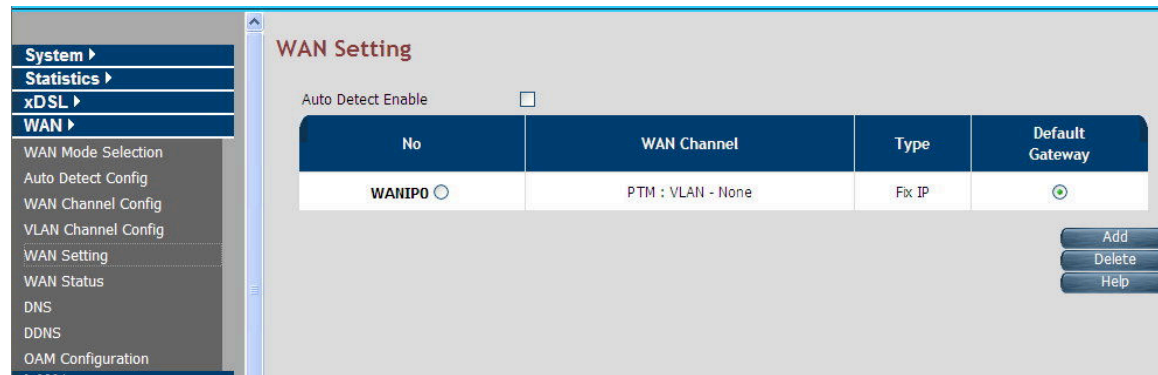 System
Statistics
xDSL
WAN
WAN Mode Selection
Auto Detect Config
WAN Channel Config
VLAN Channel Config
WAN Setting
WAN Status
DNS
DDNS
OAM Configuration
WAN Setting
Auto Detect Enable
No WAN Channel Type Default Gateway
WANIP0 PTM : VLAN - None Fix IP
Add
Delete
Help